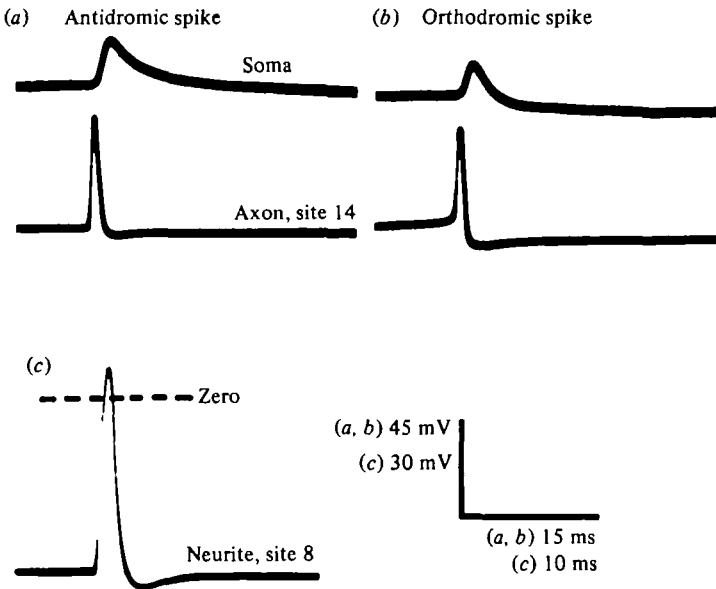 (a) Antidromic spike
(b) Orthodromic spike
Soma
Axon, site 14
(c)
Zero
Neurite, site 8
(a, b) 45 mV
(c) 30 mV
(a, b) 15 ms
(c) 10 ms